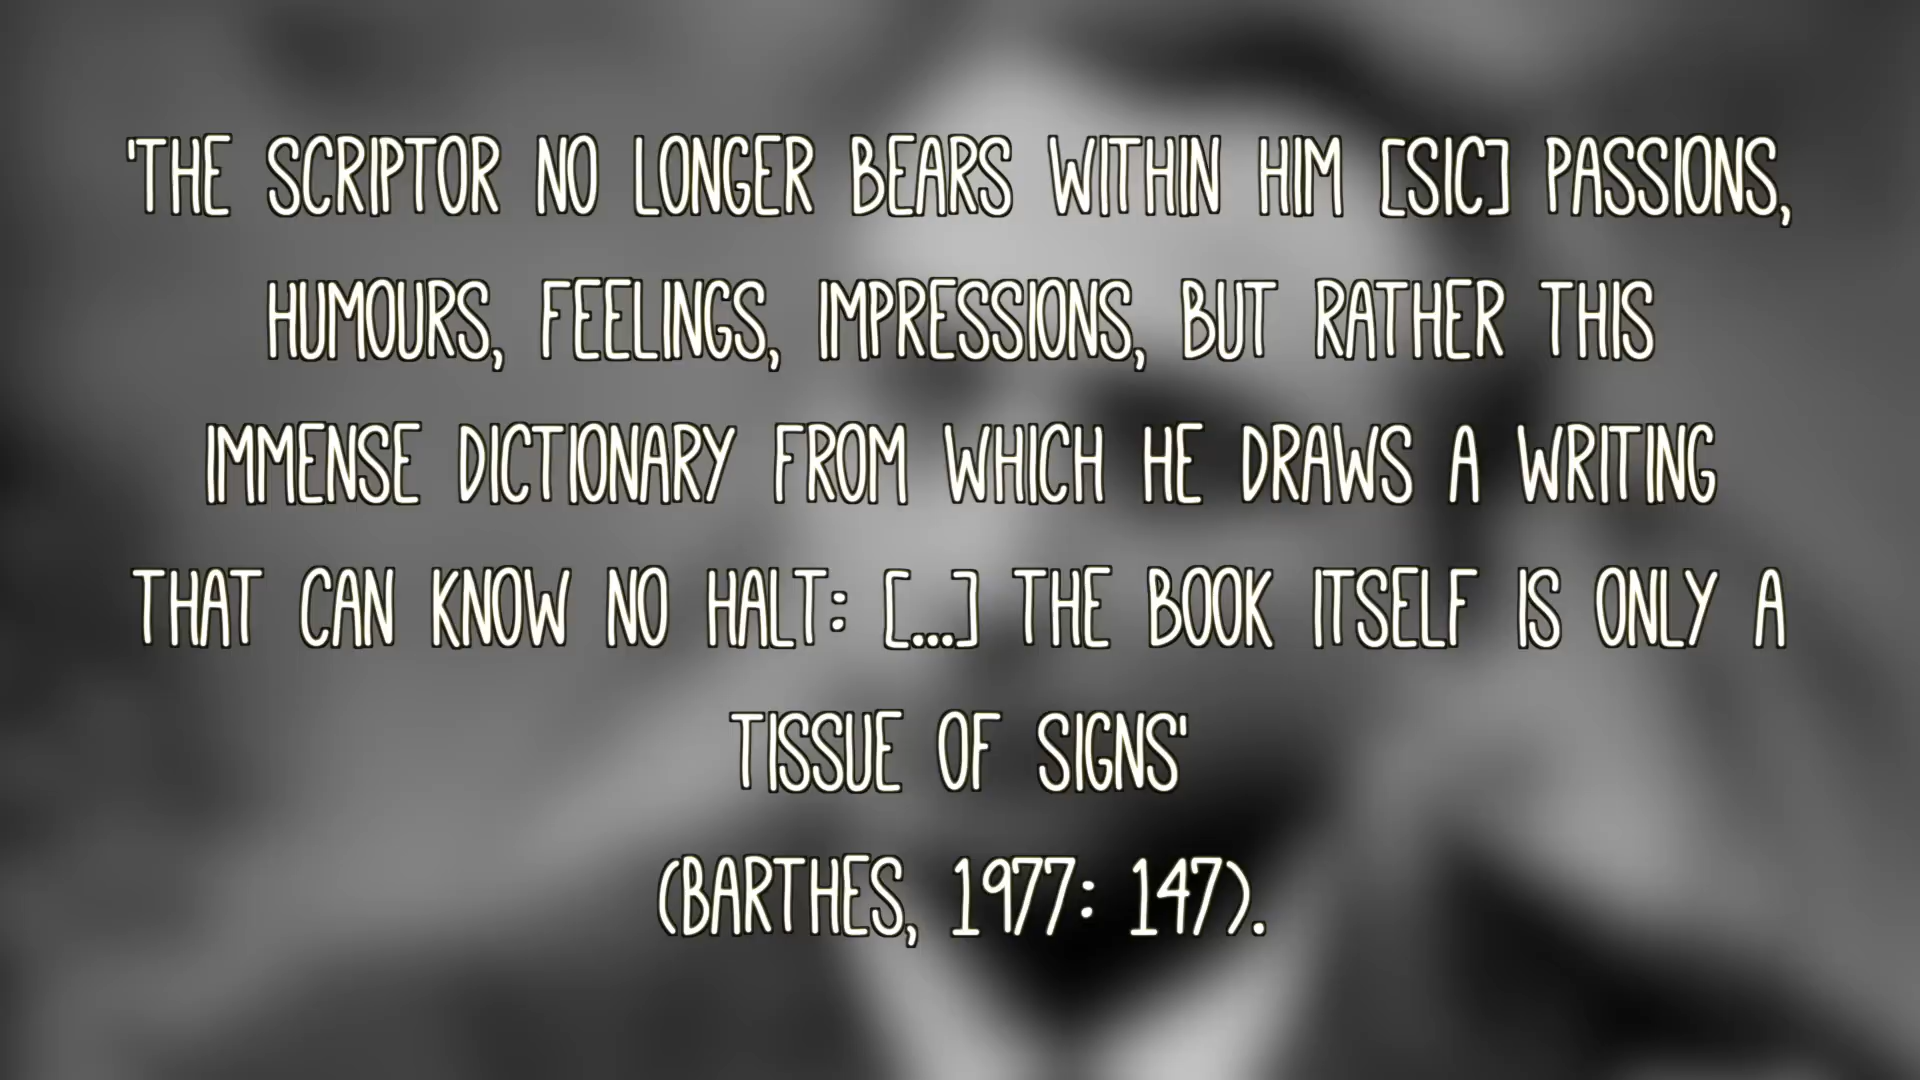 'THE SCRIPTOR NO LONGER BEARS WITHIN HIM [SIC] PASSIONS,
HUMOURS, FEELINGS, IMPRESSIONS, BUT RATHER THIS
IMMENSE DICTIONARY FROM WHICH HE DRAWS A WRITING
THAT CAN KNOW NO HALT: [...] THE BOOK ITSELF IS ONLY A
TISSUE OF SIGNS'
(BARTHES, 1977: 147).